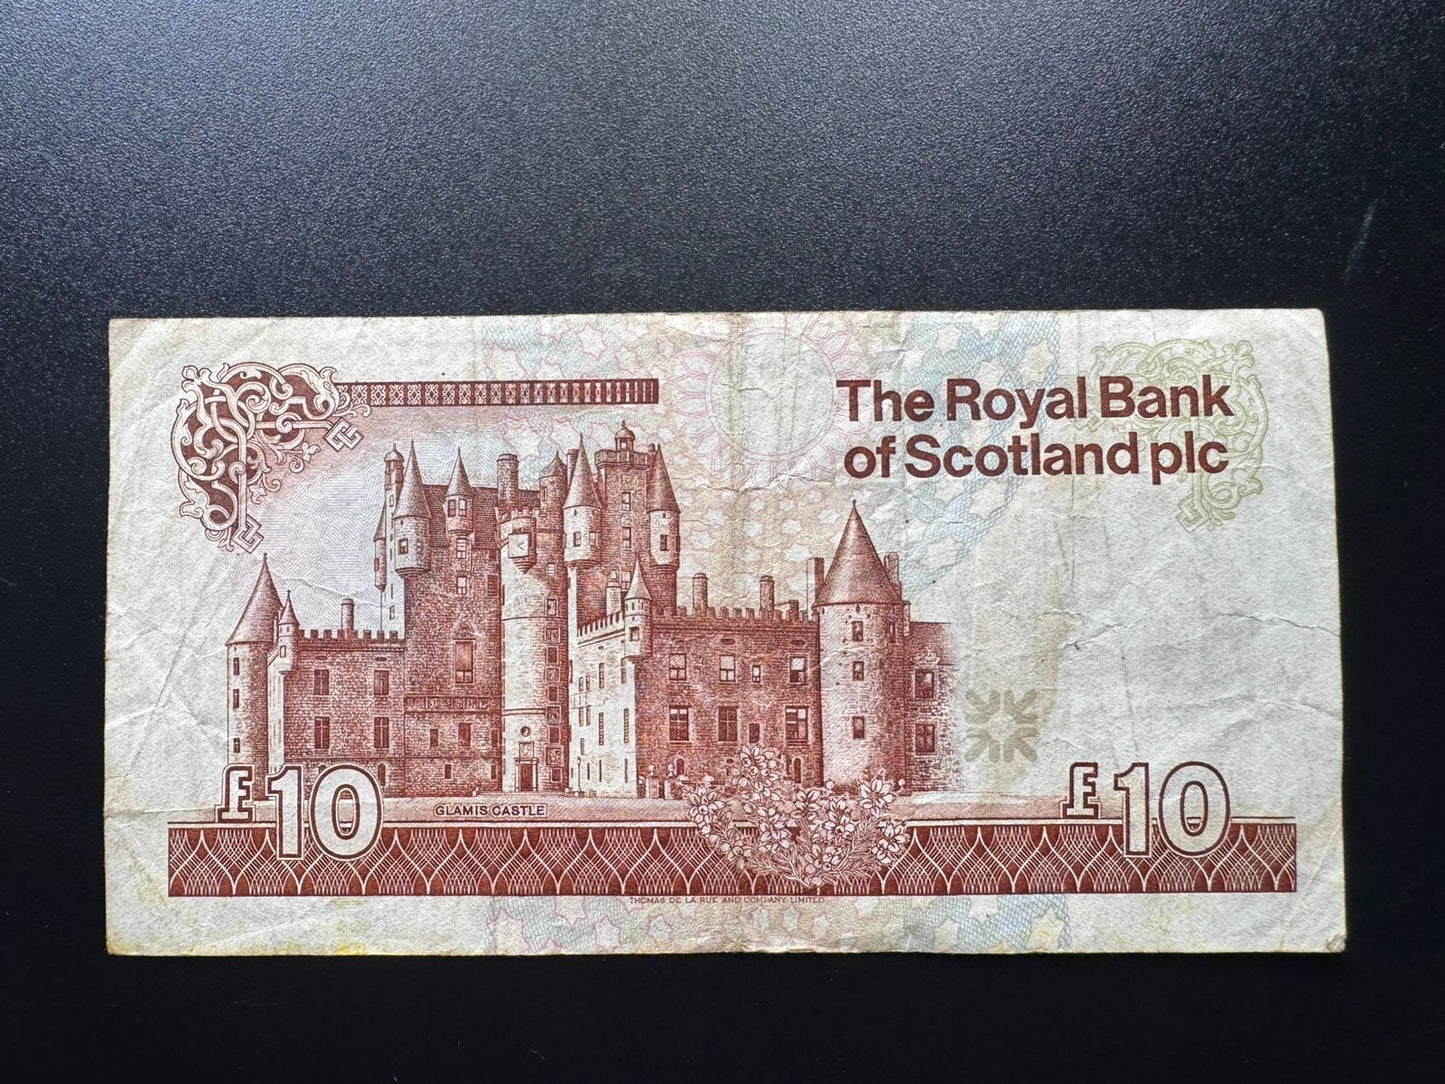 The Royal Bank
of Scotland plc
£10
GLAMIS CASTLE
£10
THOMAS DE LA RUE AND COMPANY LIMITED